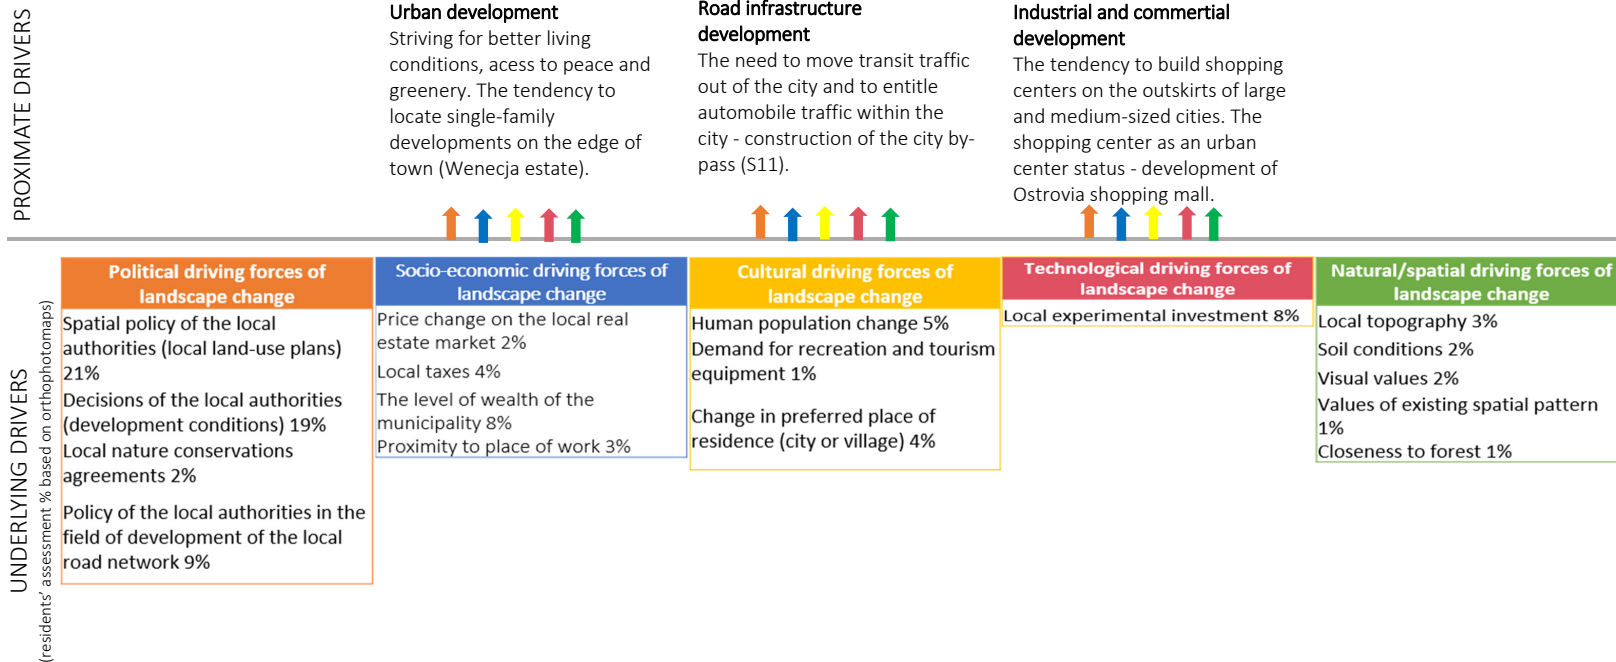 PROXIMATE DRIVERS
Urban development
Striving for better living
conditions, acess to peace and
greenery. The tendency to
locate single-family
developments on the edge of
town (Wenecja estate).
Road infrastructure
development
The need to move transit traffic
out of the city and to entitle
automobile traffic within the
city - construction of the city by-
pass (S11).
Industrial and commertial
development
The tendency to build shopping
centers on the outskirts of large
and medium-sized cities. The
shopping center as an urban
center status - development of
Ostrovia shopping mall.
UNDERLYING DRIVERS
(residents' assessment % based on orthophotomaps)
Political driving forces of
landscape change
Spatial policy of the local
authorities (local land-use plans)
21%
Decisions of the local authorities
(development conditions) 19%
Local nature conservations
agreements 2%
Policy of the local authorities in the
field of development of the local
road network 9%
Socio-economic driving forces of
landscape change
Price change on the local real
estate market 2%
Local taxes 4%
The level of wealth of the
municipality 8%
Proximity to place of work 3%
Cultural driving forces of
landscape change
Human population change 5%
Demand for recreation and tourism
equipment 1%
Change in preferred place of
residence (city or village) 4%
Technological driving forces of
landscape change
Local experimental investment 8%
Natural/spatial driving forces of
landscape change
Local topography 3%
Soil conditions 2%
Visual values 2%
Values of existing spatial pattern
1%
Closeness to forest 1%